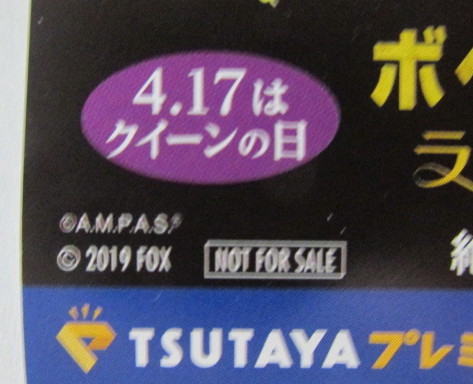 4.17は
クイーンの日
ボ
ラ
©A.M.P.A.S.®
© 2019 FOX
NOT FOR SALE
TSUTAYAプレミ